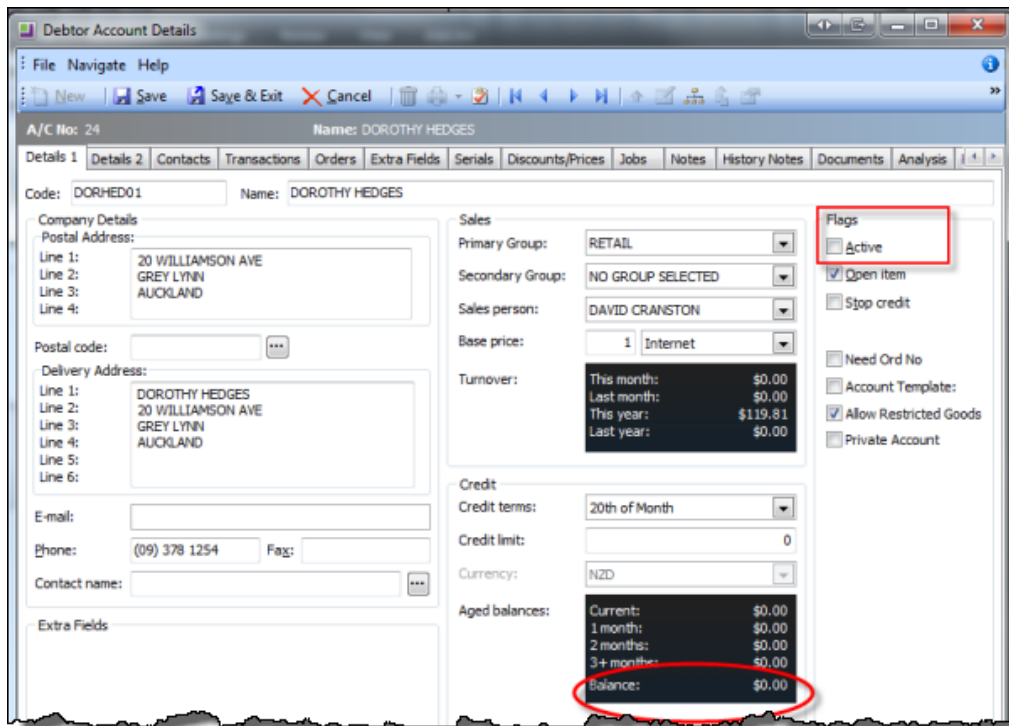 Debtor Account Details
File Navigate Help
New Save Save & Exit Cancel
A/C No: 24 Name: DOROTHY HEDGES
Details 1 Details 2 Contacts Transactions Orders Extra Fields Serials Discounts/Prices Jobs Notes History Notes Documents Analysis
Code: DORHED01 Name: DOROTHY HEDGES
Company Details
Postal Address:
Line 1: 20 WILLIAMSON AVE
Line 2: GREY LYNN
Line 3: AUCKLAND
Line 4:
Postal code:
Delivery Address:
Line 1: DOROTHY HEDGES
Line 2: 20 WILLIAMSON AVE
Line 3: GREY LYNN
Line 4: AUCKLAND
Line 5:
Line 6:
E-mail:
Phone: (09) 378 1254 Fax:
Contact name:
Extra Fields
Sales
Primary Group: RETAIL
Secondary Group: NO GROUP SELECTED
Sales person: DAVID CRANSTON
Base price: 1 Internet
Turnover: This month: $0.00
Last month: $0.00
This year: $119.81
Last year: $0.00
Credit
Credit terms: 20th of Month
Credit limit: 0
Currency: NZD
Aged balances: Current: $0.00
1 month: $0.00
2 months: $0.00
3+ months: $0.00
Balance: $0.00
Flags
Active
Open item
Stop credit
Need Ord No
Account Template:
Allow Restricted Goods
Private Account